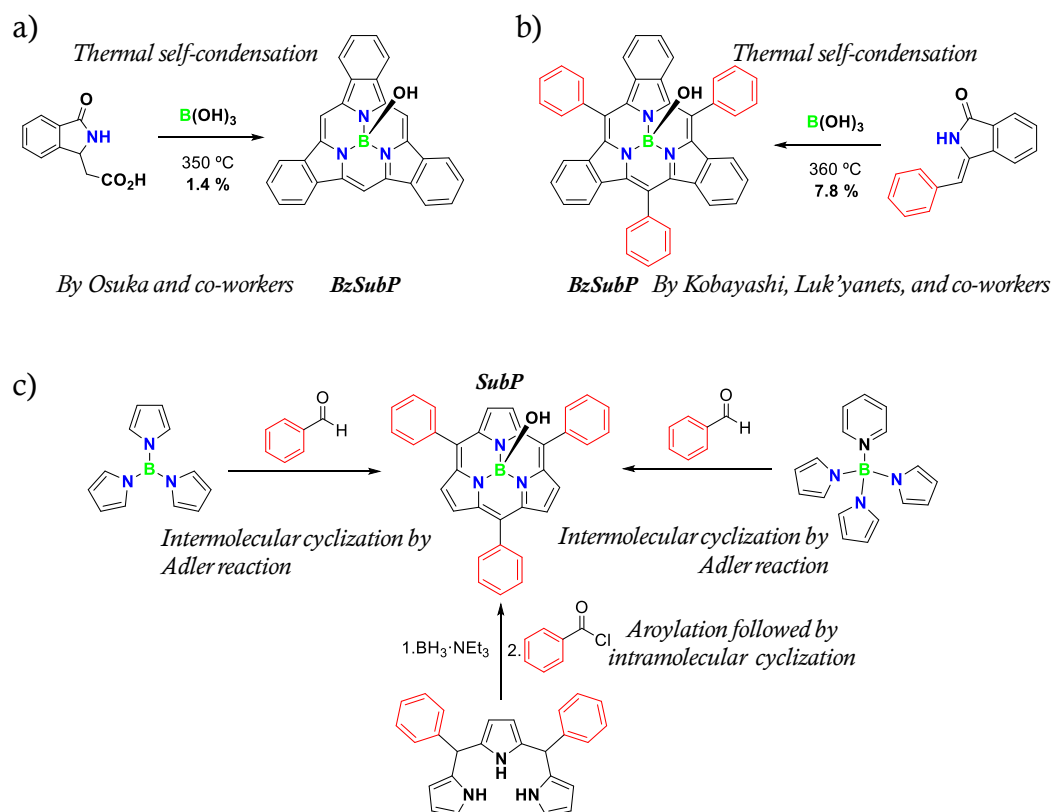 a)
Thermal self-condensation
O
NH
CO₂H
B(OH)₃
350 ºC
1.4 %
OH
N
B
N
N
By Osuka and co-workers BzSubP
b)
Thermal self-condensation
OH
N
B
N
N
B(OH)₃
360 ºC
7.8 %
O
NH
BzSubP By Kobayashi, Luk'yanets, and co-workers
c)
N
B
N
N
O
H
Intermolecular cyclization by
Adler reaction
SubP
OH
N
B
N
N
O
H
Intermolecular cyclization by
Adler reaction
N
B
N
N
N
1.BH₃·NEt₃
2.
O
Cl
Aroylation followed by
intramolecular cyclization
N
H
NH
HN